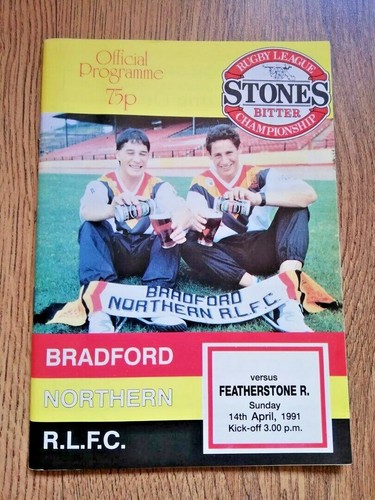 Official
Programme
75p
RUGBY LEAGUE
STONES
BITTER
CHAMPIONSHIP
BRADFORD
NORTHERN R.L.F.C.
BRADFORD
NORTHERN
R.L.F.C.
versus
FEATHERSTONE R.
Sunday
14th April, 1991
Kick-off 3.00 p.m.